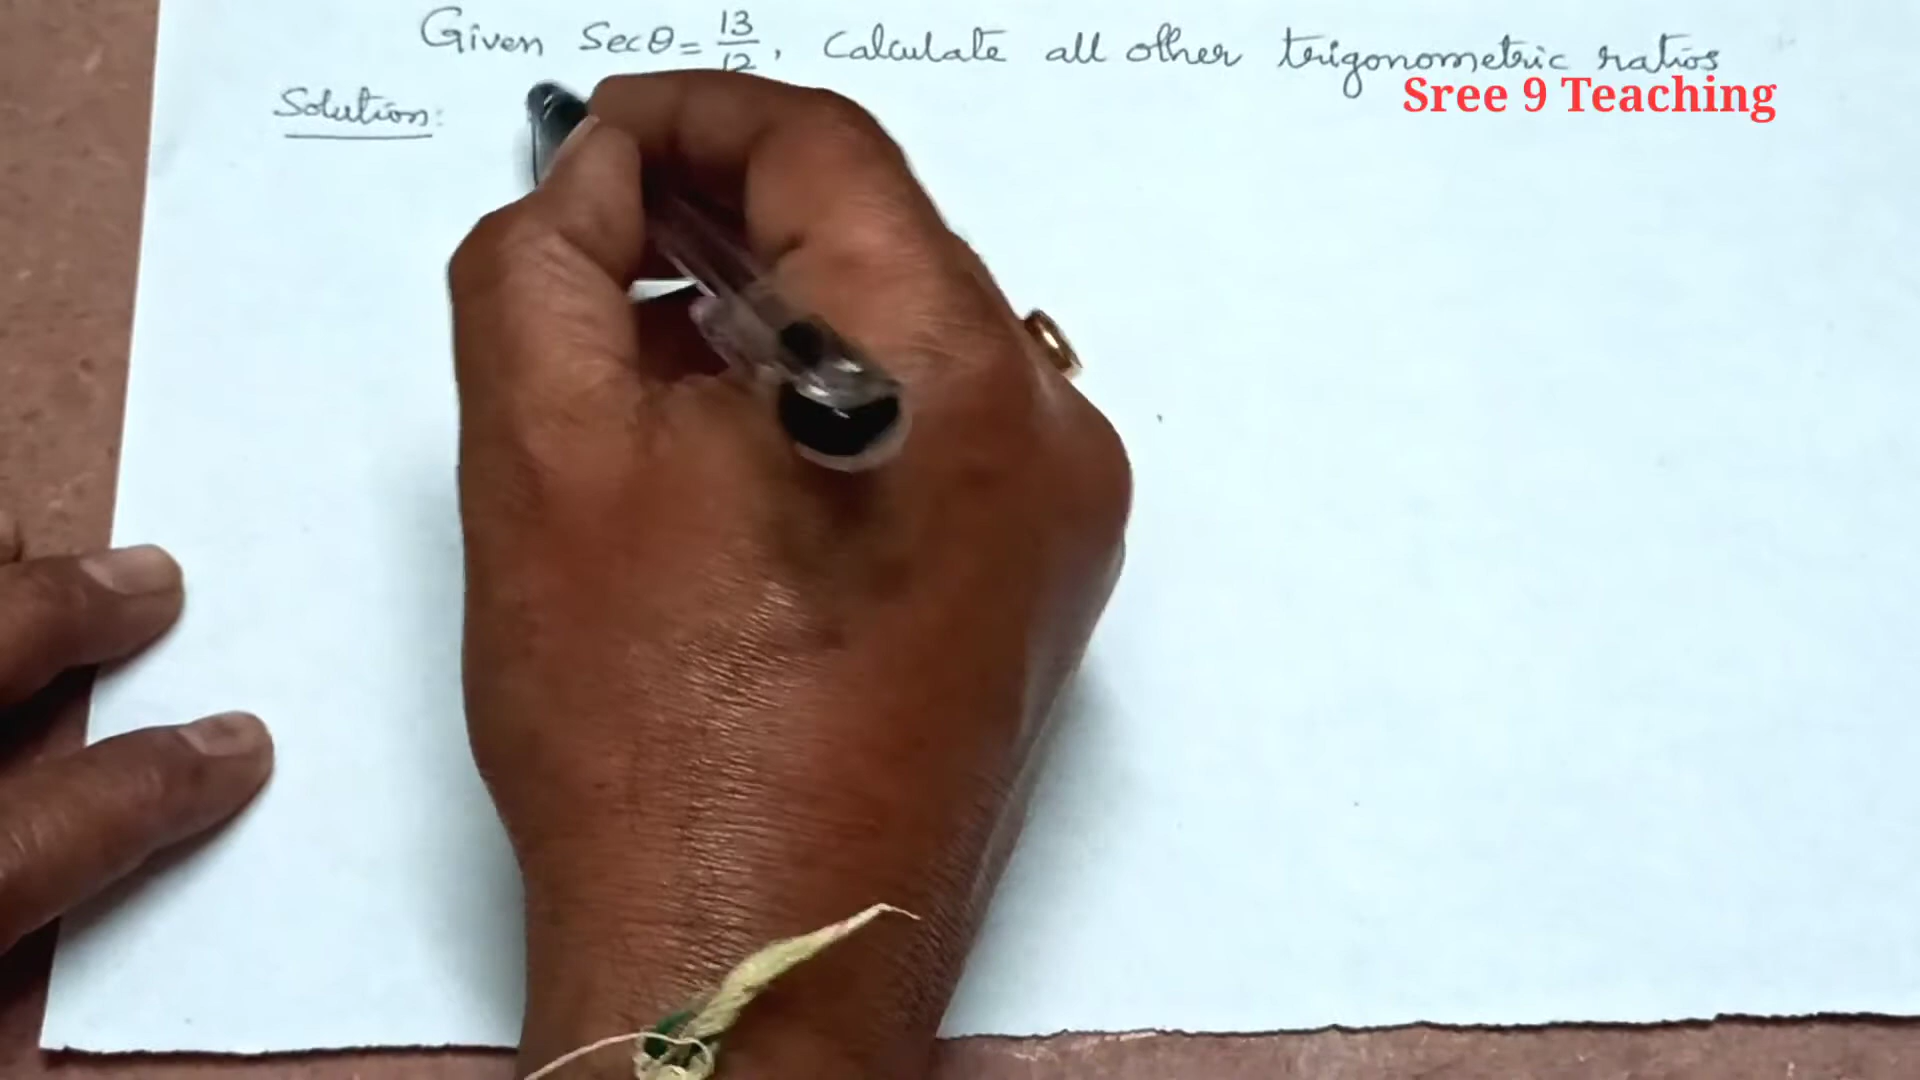 Given Secθ = 13/12, Calculate all other trigonometric ratios
Sree 9 Teaching
Solution: